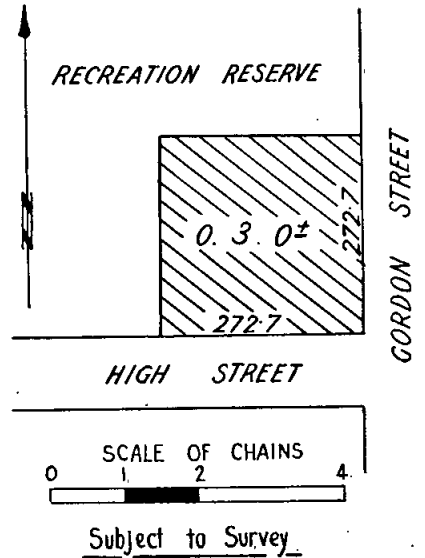 RECREATION RESERVE
0. 3. 0±
272·7
272·7
GORDON STREET
HIGH STREET
SCALE OF CHAINS
0 1 2 4
Subject to Survey